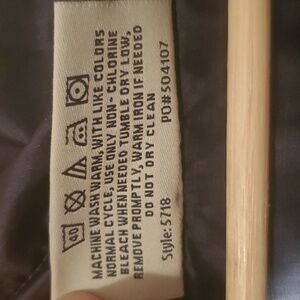 40
MACHINE WASH WARM, WITH LIKE COLORS
NORMAL CYCLE, USE ONLY NON- CHLORINE
BLEACH WHEN NEEDED TUMBLE DRY LOW,
REMOVE PROMPTLY, WARM IRON IF NEEDED
DO NOT DRY CLEAN
Style: 5718
PO#504107